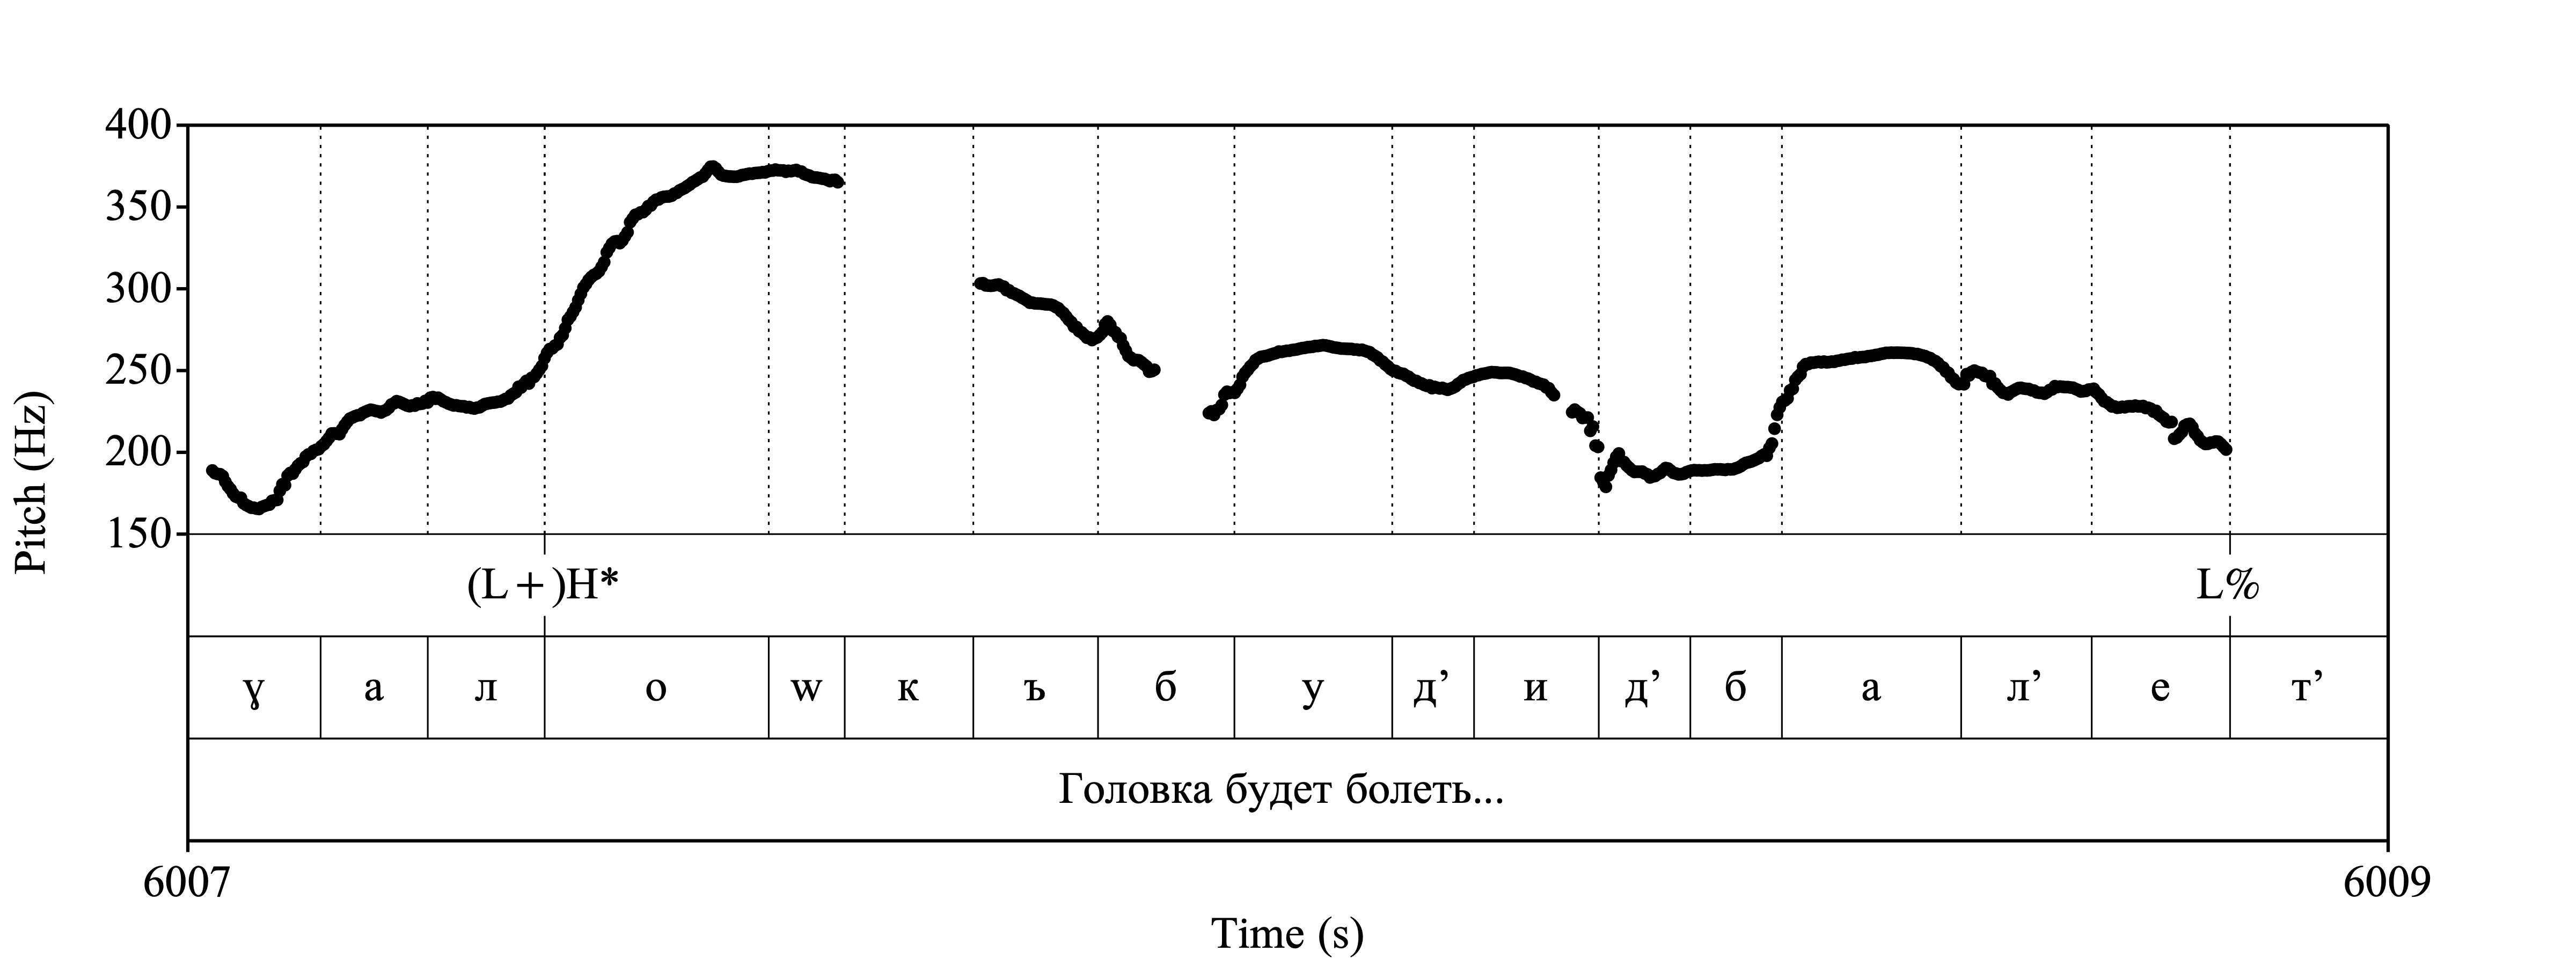 400
350
300
250
200
150
Pitch (Hz)
(L+)H* L%
ɣ а л о w к ъ б у д’ и д’ б а л’ е т’
Головка будет болеть...
6007 6009
Time (s)